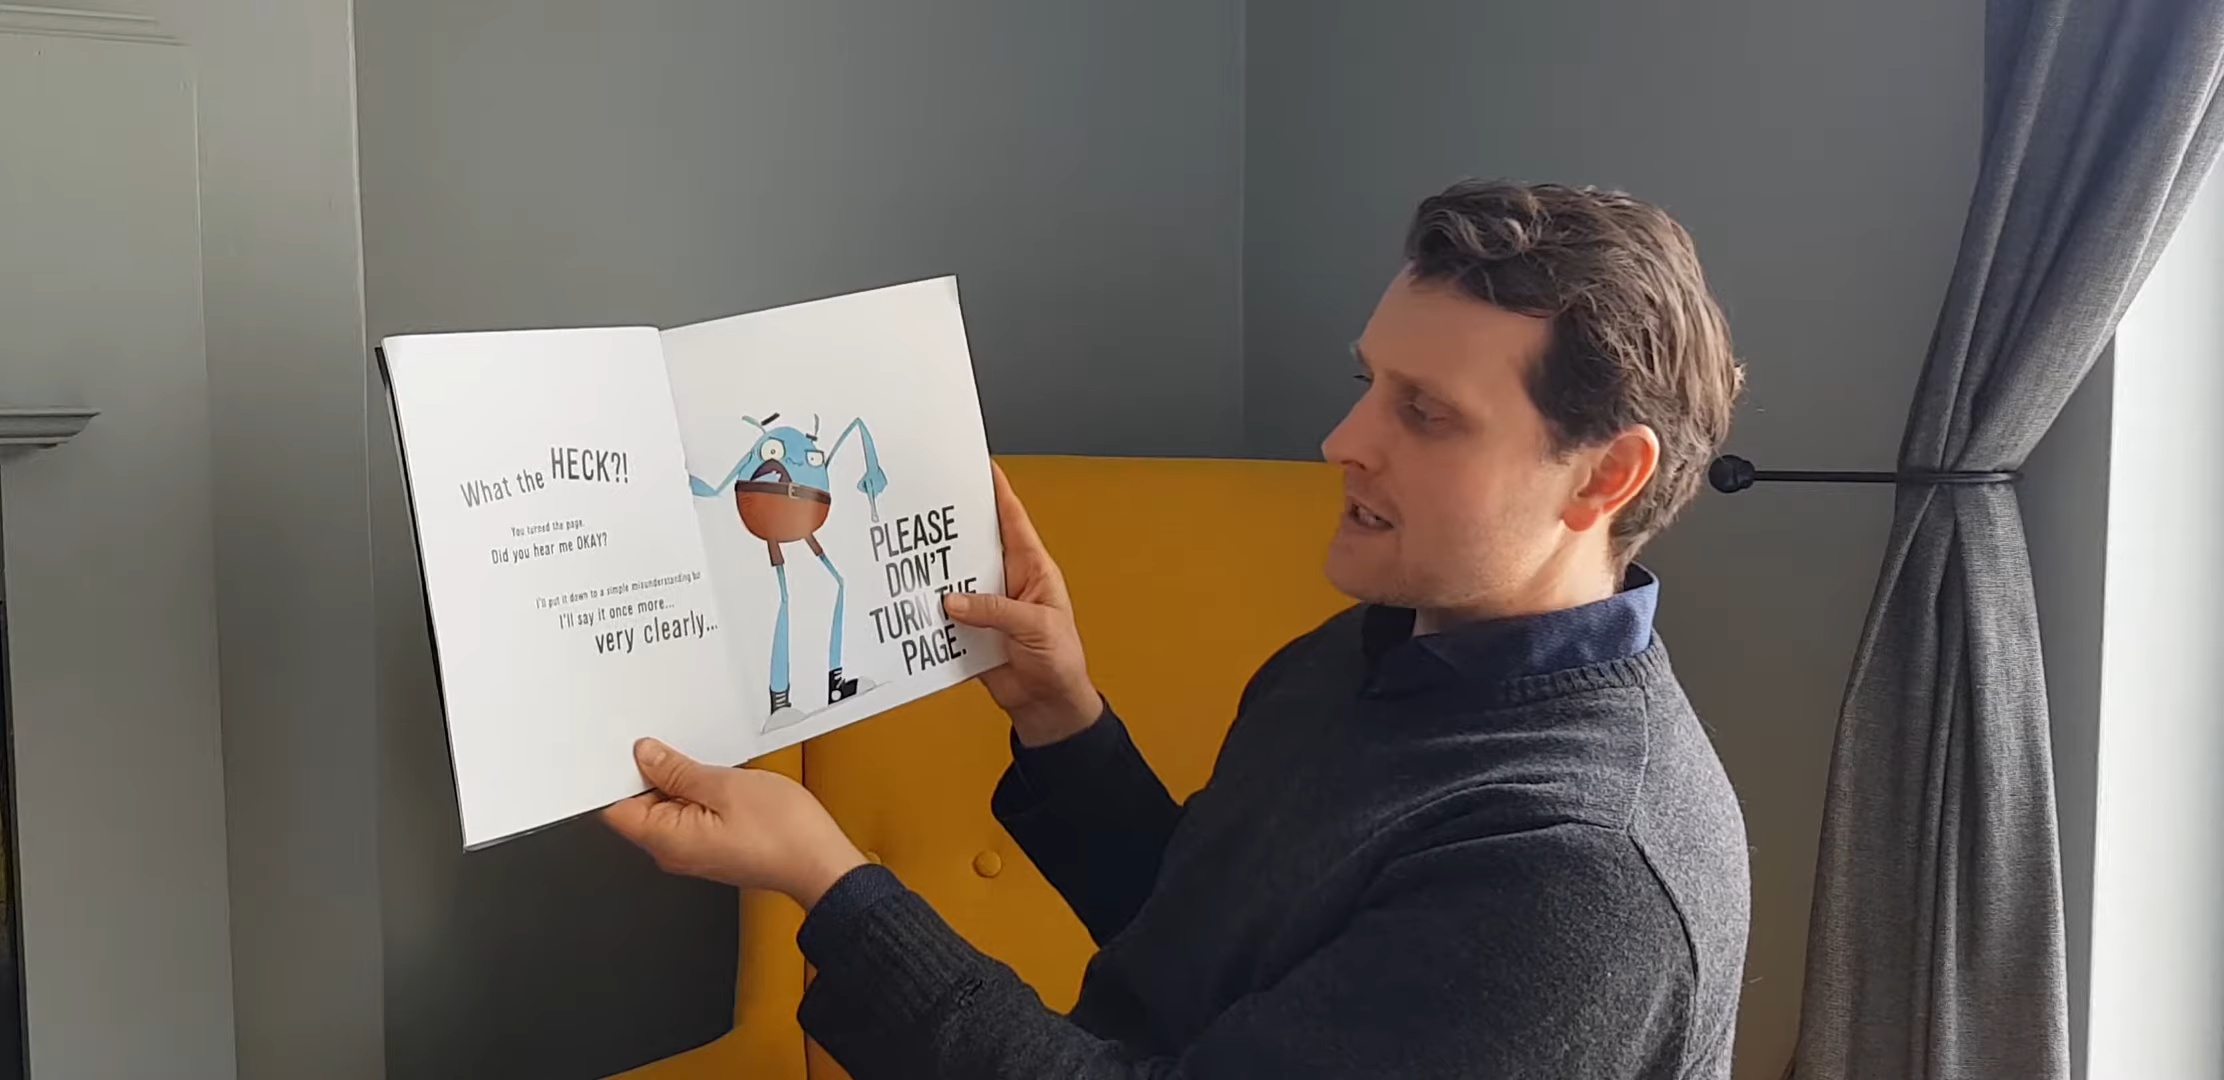 What the HECK?!
You turned the page.
Did you hear me OKAY?
I'll put it down to a simple misunderstanding but
I'll say it once more...
very clearly...
PLEASE
DON'T
TURN THE
PAGE.